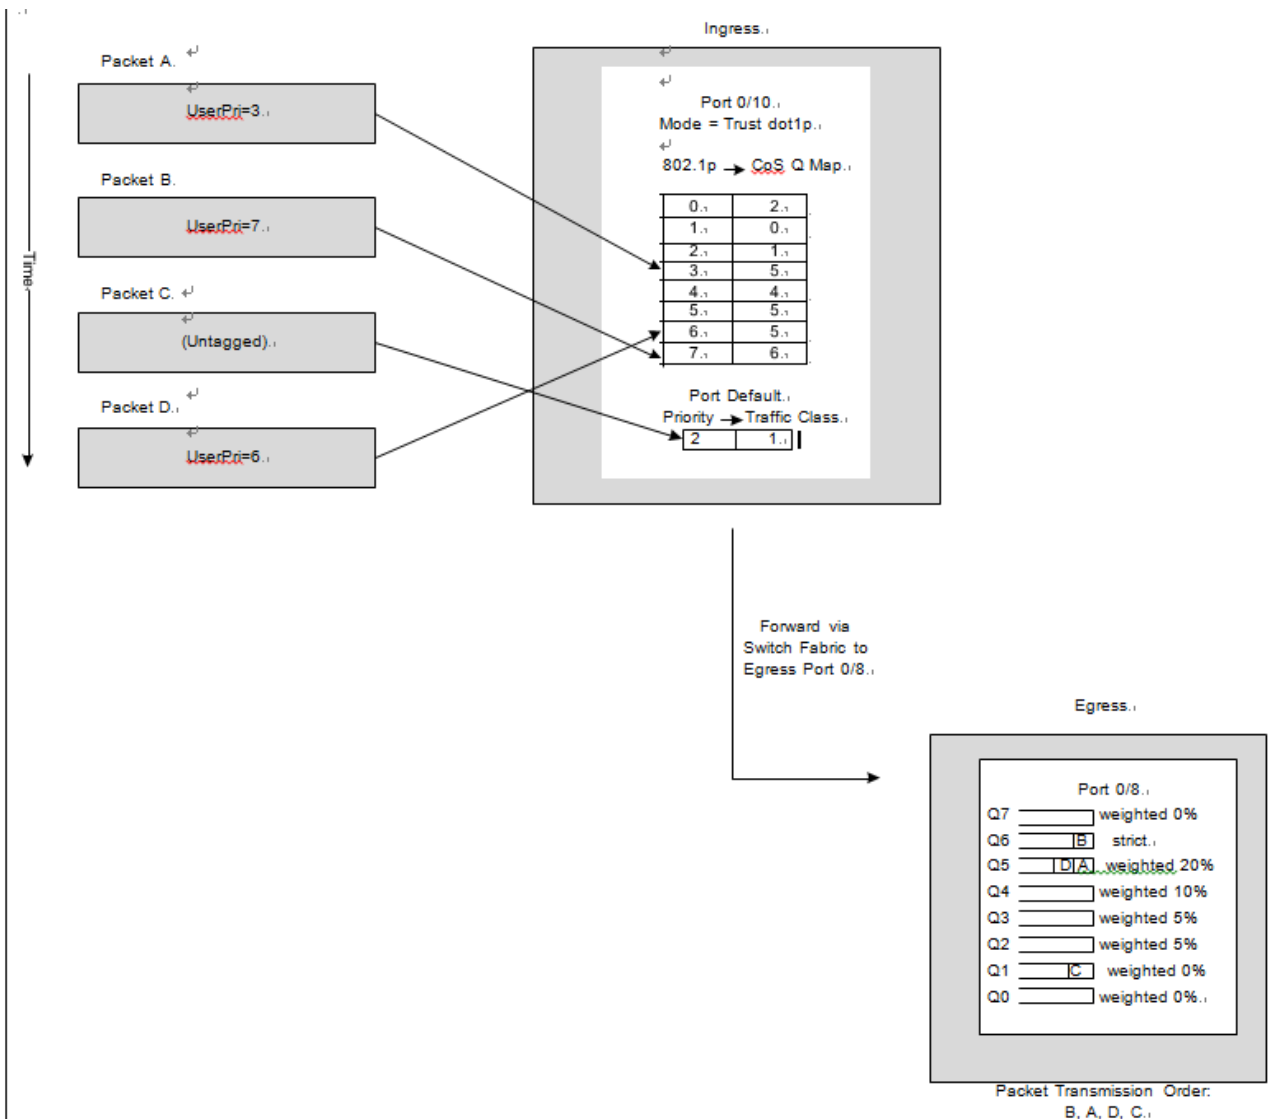 Ingress.
Packet A.
UserPri=3.
Packet B.
UserPri=7.
Packet C.
(Untagged).
Packet D.
UserPri=6.
Time.
Port 0/10.
Mode = Trust dot1p.
802.1p CoS Q Map.
0. 2.
1. 0.
2. 1.
3. 5.
4. 4.
5. 5.
6. 5.
7. 6.
Port Default.
Priority Traffic Class.
2 1.
Forward via
Switch Fabric to
Egress Port 0/8.
Egress.
Port 0/8.
Q7 weighted 0%
Q6 B strict.
Q5 D A weighted 20%
Q4 weighted 10%
Q3 weighted 5%
Q2 weighted 5%
Q1 C weighted 0%
Q0 weighted 0%.
Packet Transmission Order:
B, A, D, C.